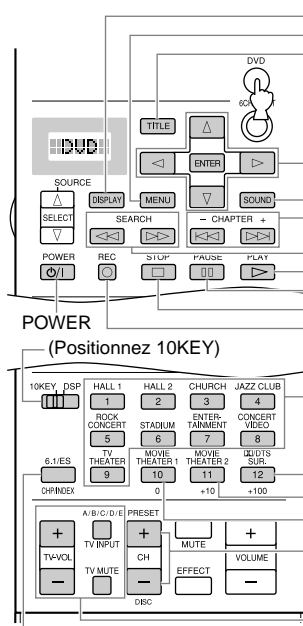 DVD
6CH INPUT
DVD
TITLE
ENTER
SOURCE
SELECT
DISPLAY
MENU
SOUND
SEARCH
– CHAPTER +
POWER
REC
STOP
PAUSE
PLAY
POWER
(Positionnez 10KEY)
10KEY DSP
HALL 1
HALL 2
CHURCH
JAZZ CLUB
1
2
3
4
ROCK CONCERT
STADIUM
ENTER-TAINMENT
CONCERT VIDEO
5
6
7
8
TV THEATER
MOVIE THEATER 1
MOVIE THEATER 2
/DTS SUR.
6.1/ES
9
10
11
12
CHP/INDEX
0
+10
+100
A/B/C/D/E
PRESET
+
TV INPUT
+
MUTE
+
TV-VOL
TV MUTE
CH
EFFECT
VOLUME
–
–
–
DISC